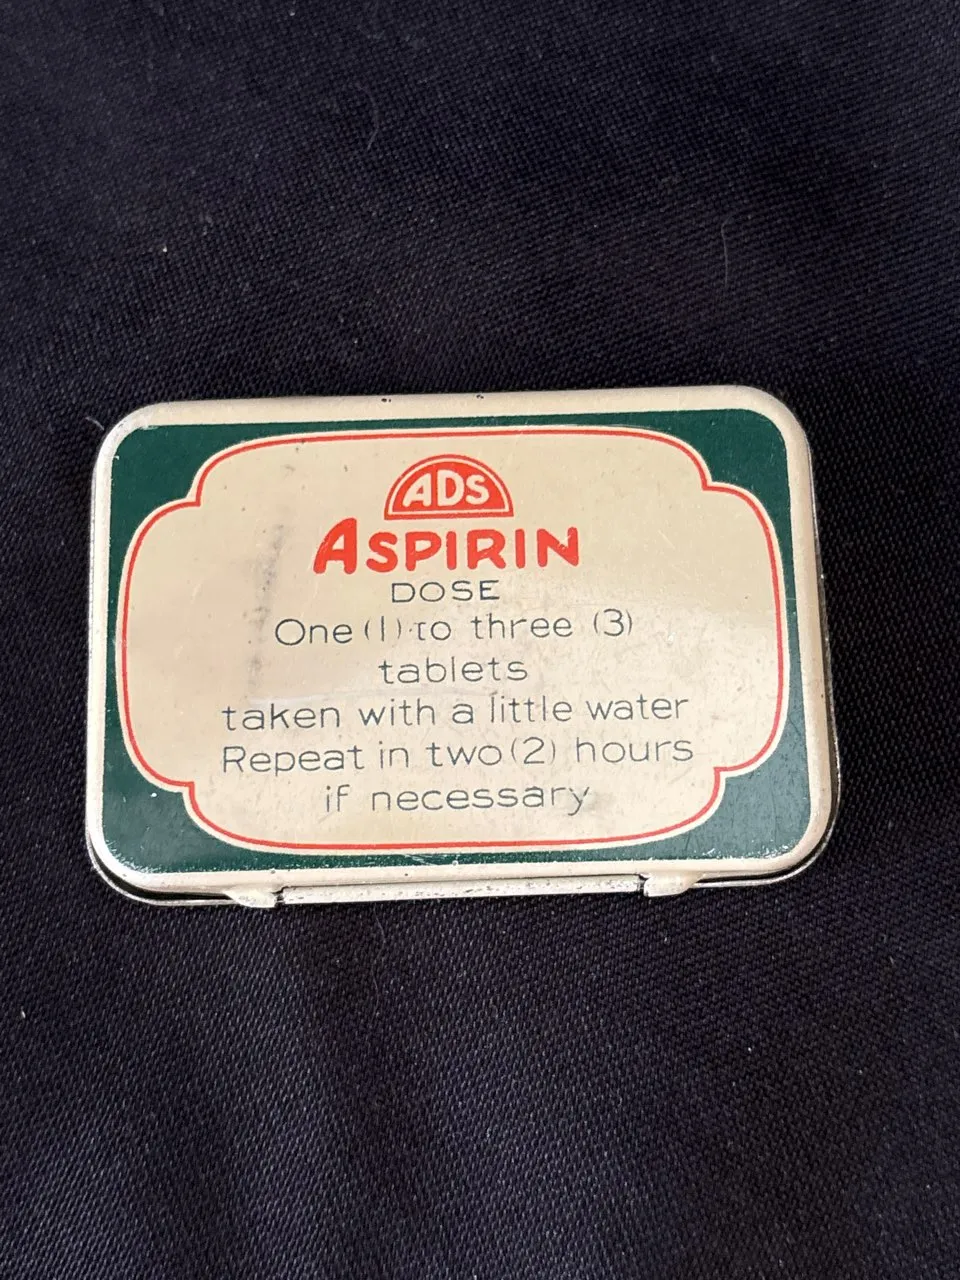 ADS
ASPIRIN
DOSE
One (1) to three (3)
tablets
taken with a little water
Repeat in two (2) hours
if necessary